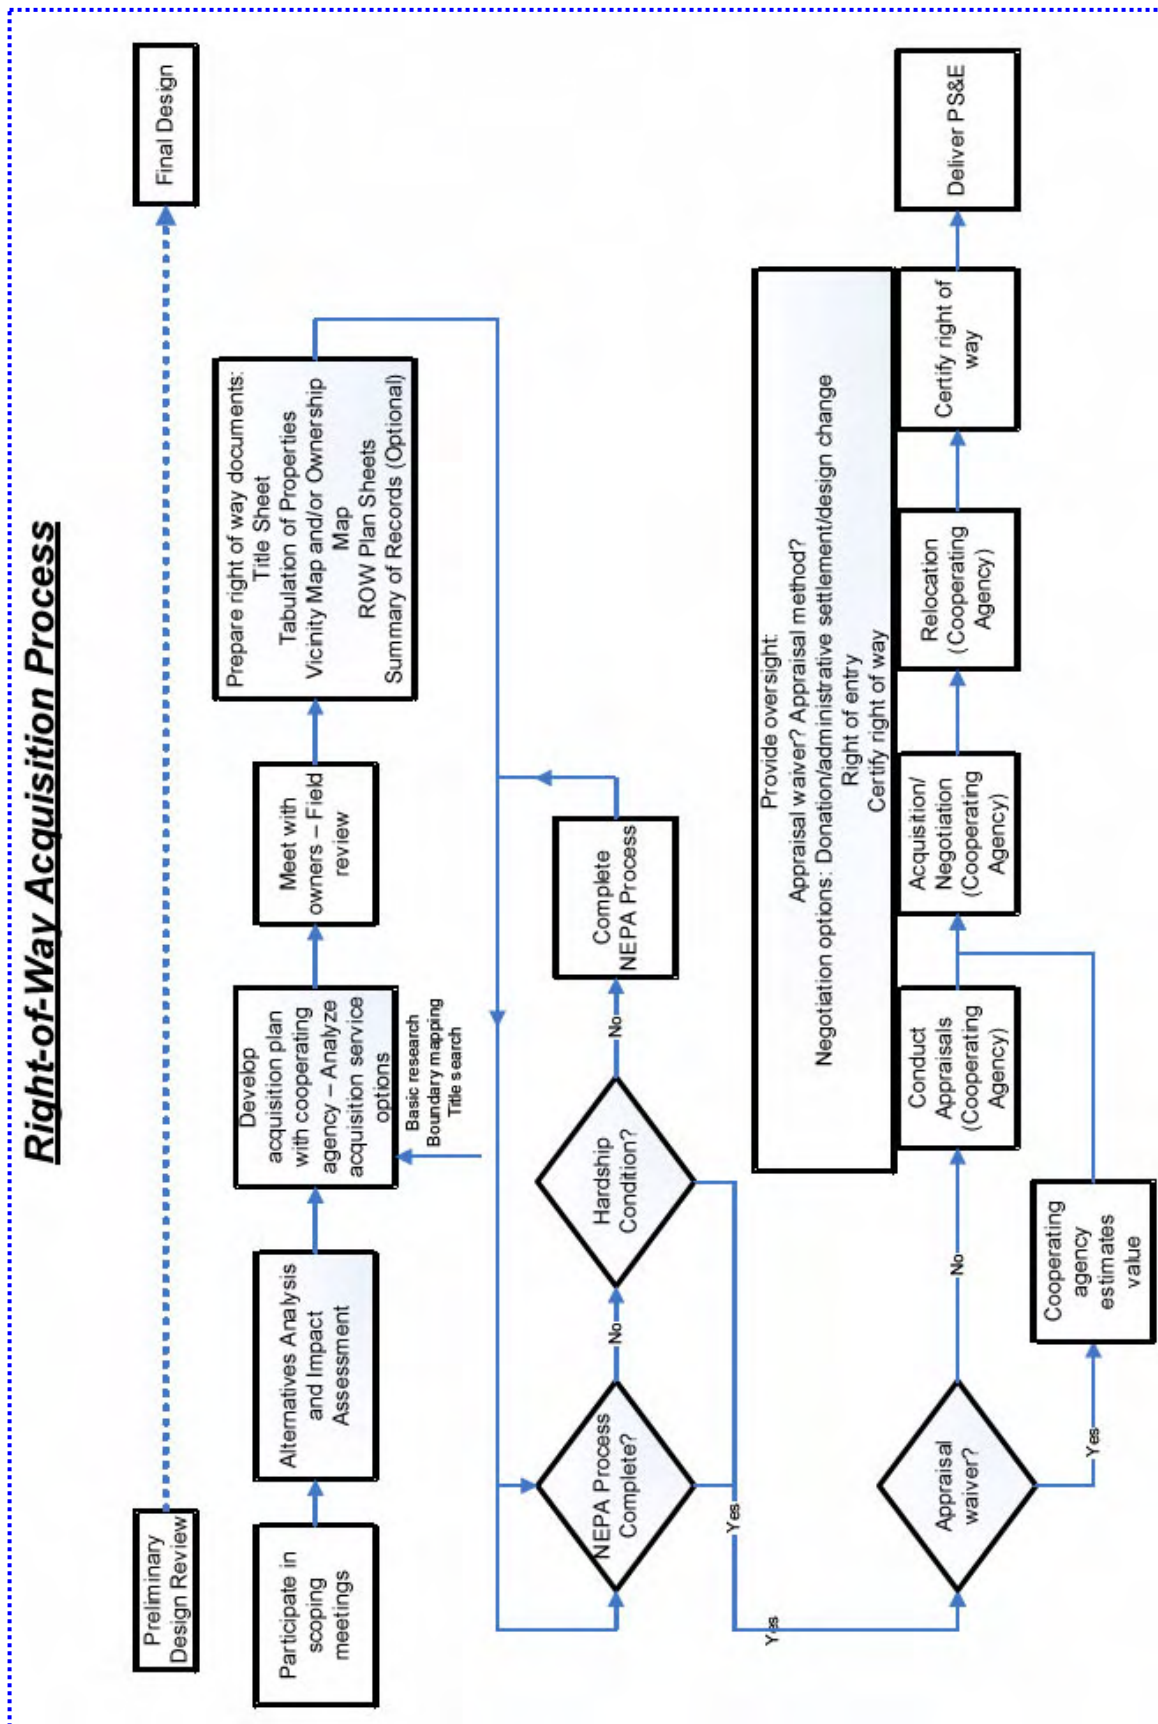 Right-of-Way Acquisition Process
Preliminary
Design Review
Final Design
Participate in
scoping
meetings
Alternatives Analysis
and Impact
Assessment
Develop
acquisition plan
with cooperating
agency – Analyze
acquisition service
options
Meet with
owners – Field
review
Prepare right of way documents:
Title Sheet
Tabulation of Properties
Vicinity Map and/or Ownership
Map
ROW Plan Sheets
Summary of Records (Optional)
Basic research
Boundary mapping
Title search
NEPA Process
Complete?
No
Hardship
Condition?
No
Complete
NEPA Process
Yes
Yes
Provide oversight:
Appraisal waiver? Appraisal method?
Negotiation options: Donation/administrative settlement/design change
Right of entry
Certify right of way
Appraisal
waiver?
No
Conduct
Appraisals
(Cooperating
Agency)
Acquisition/
Negotiation
(Cooperating
Agency)
Relocation
(Cooperating
Agency)
Certify right of
way
Deliver PS&E
Yes
Cooperating
agency
estimates
value